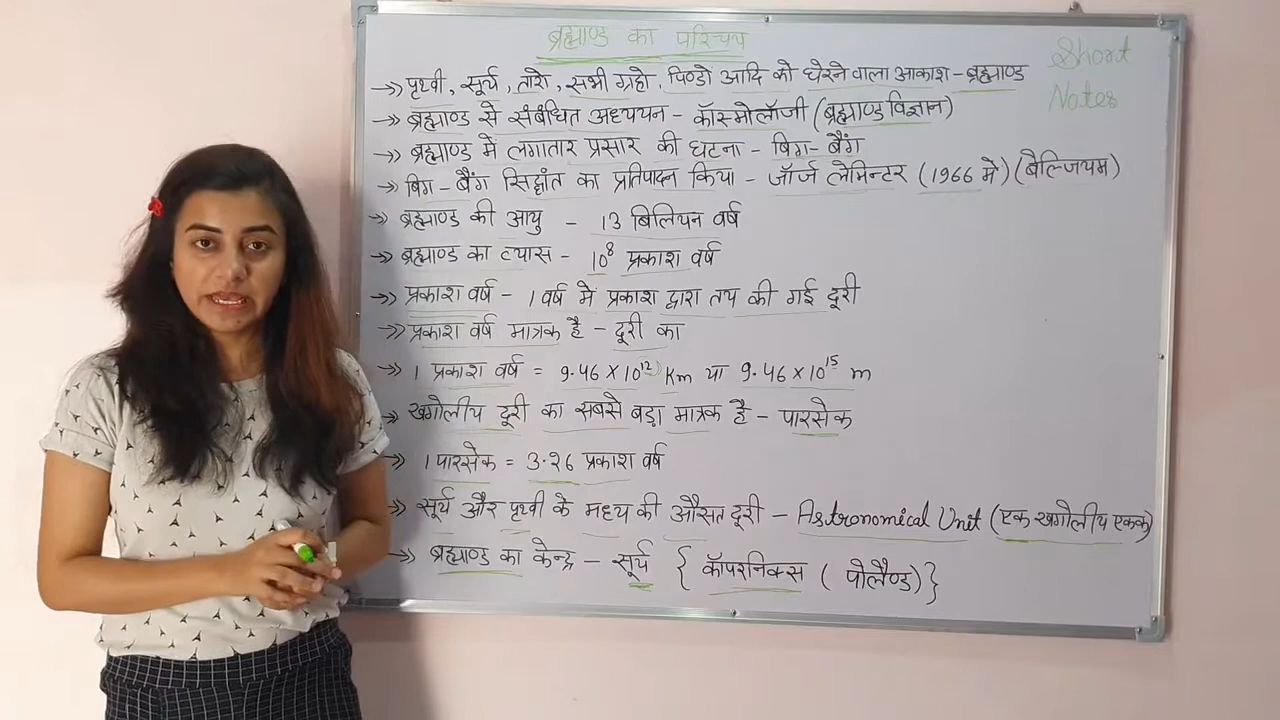 ब्रह्माण्ड का परिचय
Short
Notes
->> पृथ्वी, सूर्य, तारो, सभी ग्रहो, पिण्डो आदि को घेरने वाला आकाश - ब्रह्माण्ड
->> ब्रह्माण्ड से संबंधित अध्ययन - कॉस्मोलॉजी (ब्रह्माण्ड विज्ञान)
->> ब्रह्माण्ड में लगातार प्रसार की घटना - बिग-बैंग
->> बिग-बैंग सिद्धांत का प्रतिपादन किया - जॉर्ज लेमिन्टर (1966 मे) (बैल्जियम)
->> ब्रह्माण्ड की आयु - 13 बिलियन वर्ष
->> ब्रह्माण्ड का व्यास - 10⁸ प्रकाश वर्ष
->> प्रकाश वर्ष - 1 वर्ष में प्रकाश द्वारा तय की गई दूरी
->> प्रकाश वर्ष मात्रक है - दूरी का
->> 1 प्रकाश वर्ष = 9.46 X 10¹² Km या 9.46 X 10¹⁵ m
->> खगोलीय दूरी का सबसे बड़ा मात्रक है - पारसेक
->> 1 पारसेक = 3.26 प्रकाश वर्ष
->> सूर्य और पृथ्वी के मध्य की औसत दूरी - Astronomical Unit (एक खगोलीय एकक)
->> ब्रह्माण्ड का केन्द्र - सूर्य { कॉपरनिक्स ( पोलैण्ड) }